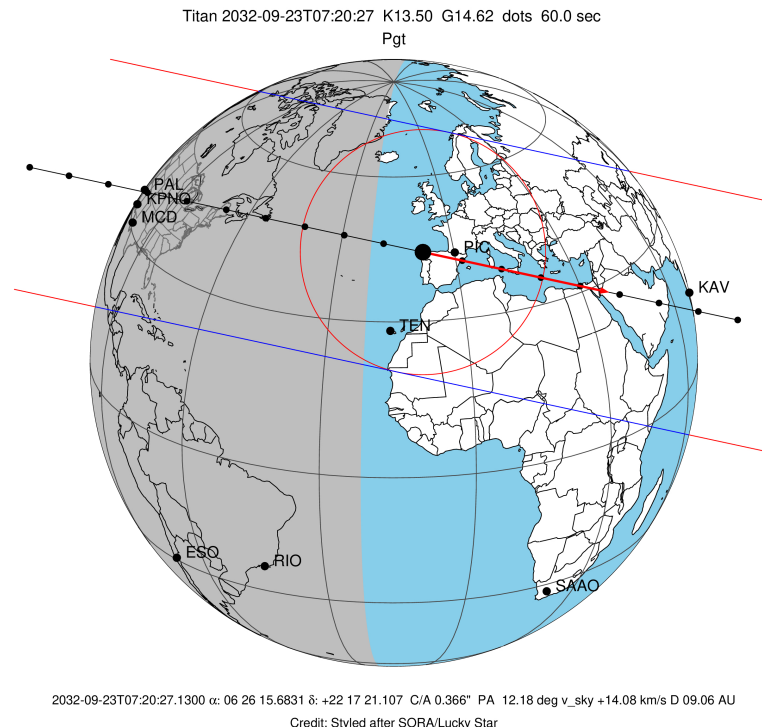 Titan 2032-09-23T07:20:27 K13.50 G14.62 dots 60.0 sec
Pgt
PAL
KPNO
MCD
PIC
KAV
TEN
ESO
RIO
SAAO
2032-09-23T07:20:27.1300 α: 06 26 15.6831 δ: +22 17 21.107 C/A 0.366" PA 12.18 deg v_sky +14.08 km/s D 09.06 AU
Credit: Styled after SORA/Lucky Star